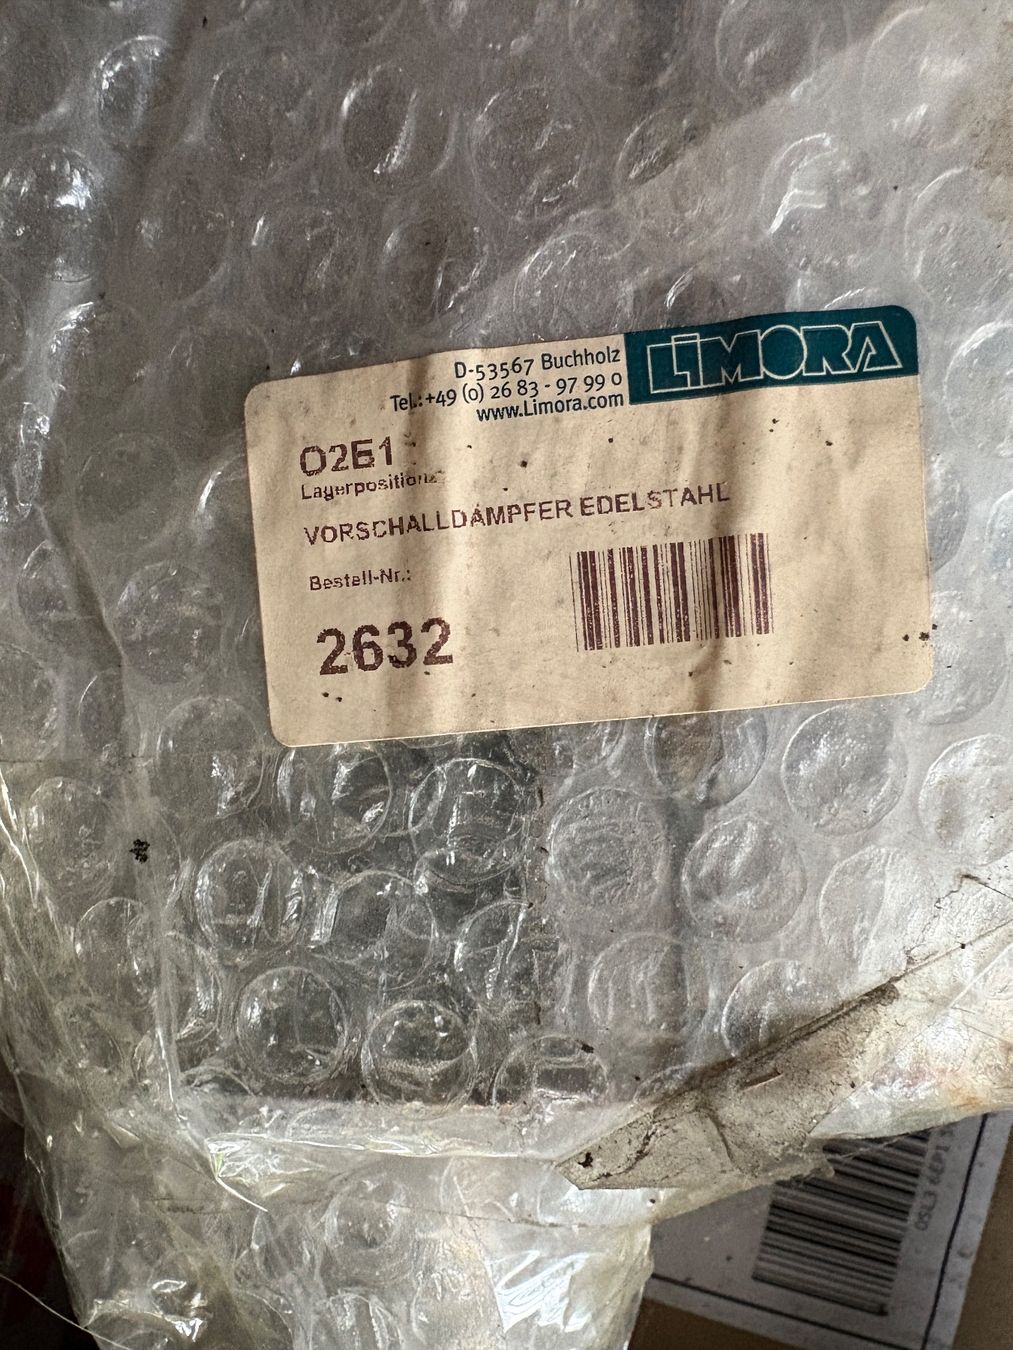 D-53567 Buchholz
Tel.: +49 (0) 26 83 - 97 99 0
www.Limora.com
LiMORA
O2E1
Lagerposition:
VORSCHALLDÄMPFER EDELSTAHL
Bestell-Nr.:
2632